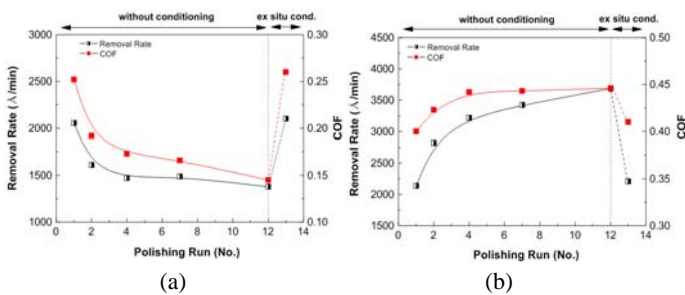 without conditioning ex situ cond.
3000 0.30
Removal Rate
COF
2500 0.25
2000 0.20
1500 0.15
1000 0.10
0 2 4 6 8 10 12 14
Removal Rate (Å/min)
COF
Polishing Run (No.)
(a)
without conditioning ex situ cond.
4500 0.50
Removal Rate
COF
4000 0.45
3500
3000 0.40
2500 0.35
2000
1500 0.30
0 2 4 6 8 10 12 14
Removal Rate (Å/min)
COF
Polishing Run (No.)
(b)